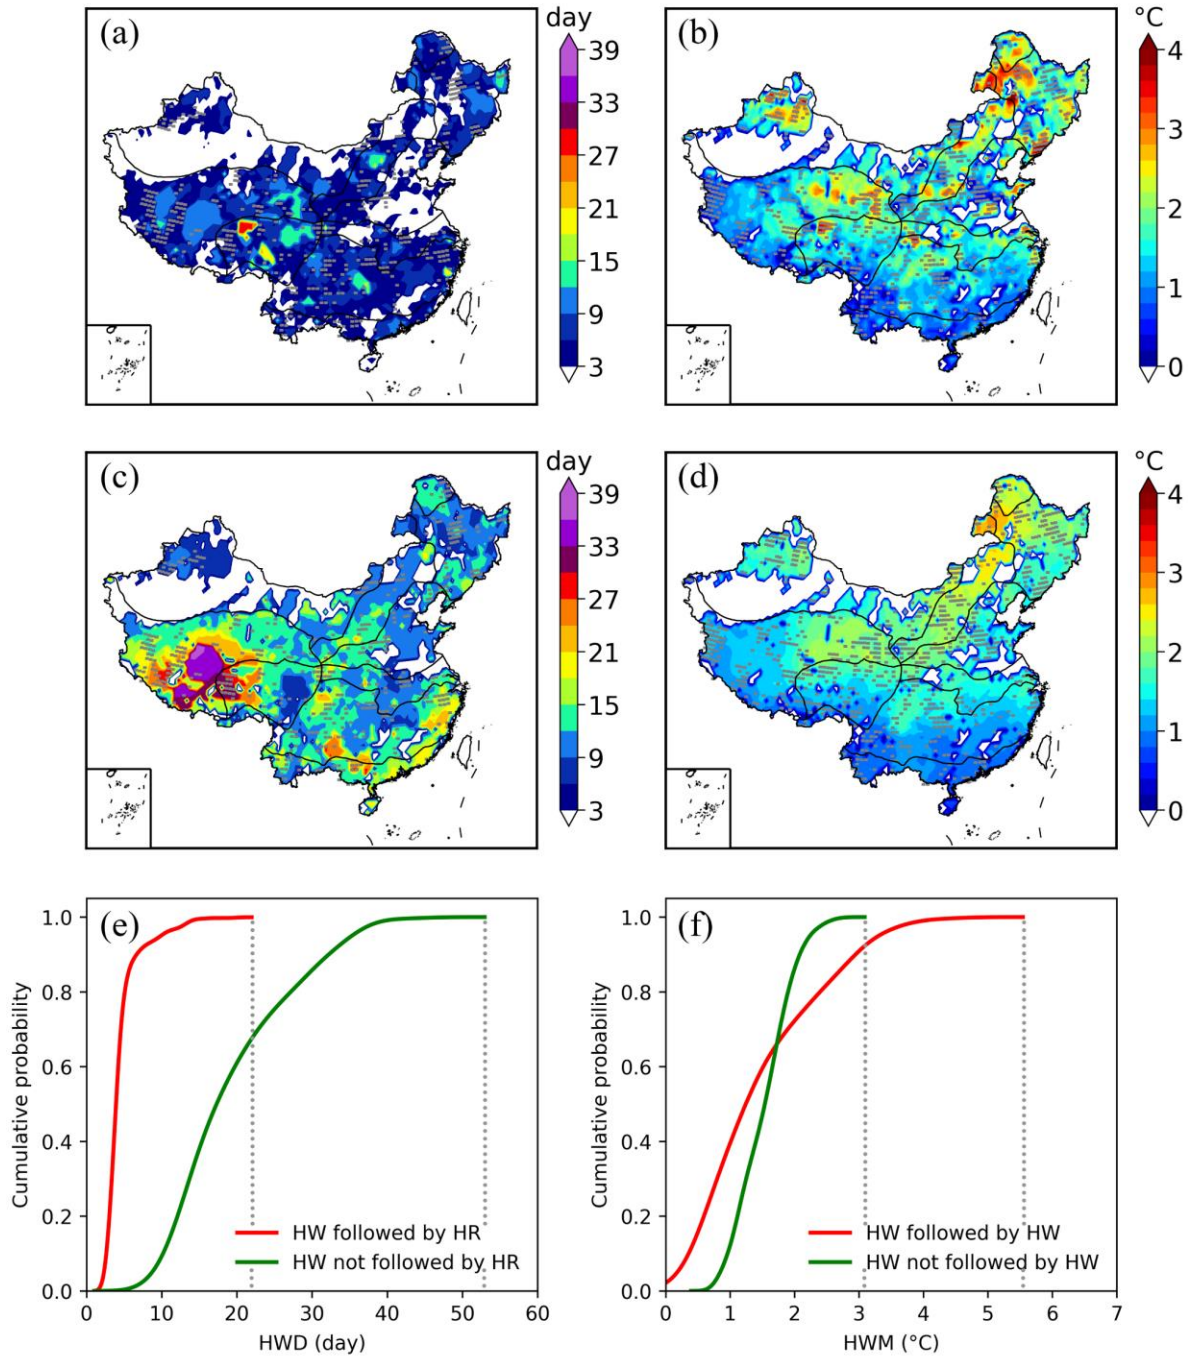 (a)
day
39
33
27
21
15
9
3
(b)
°C
4
3
2
1
0
(c)
day
39
33
27
21
15
9
3
(d)
°C
4
3
2
1
0
(e)
Cumulative probability
1.0
0.8
0.6
0.4
0.2
0.0
HW followed by HR
HW not followed by HR
0 10 20 30 40 50 60
HWD (day)
(f)
Cumulative probability
1.0
0.8
0.6
0.4
0.2
0.0
HW followed by HW
HW not followed by HW
0 1 2 3 4 5 6 7
HWM (°C)